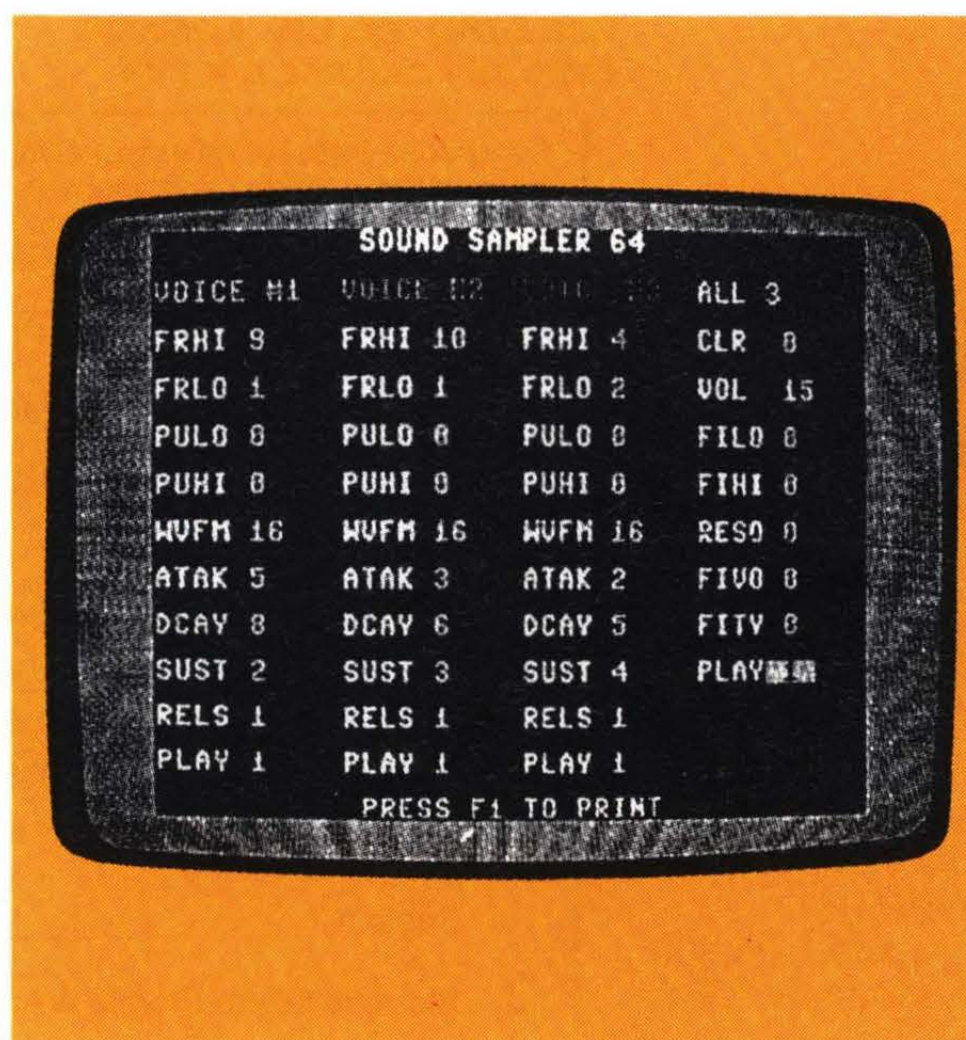 SOUND SAMPLER 64
VOICE #1 VOICE #2 ALL 3
FRHI 9 FRHI 10 FRHI 4 CLR 0
FRLO 1 FRLO 1 FRLO 2 VOL 15
PULO 0 PULO 0 PULO 0 FILO 0
PUHI 0 PUHI 0 PUHI 0 FIHI 0
WVFM 16 WVFM 16 WVFM 16 RESO 0
ATAK 5 ATAK 3 ATAK 2 FIVO 0
DCAY 8 DCAY 6 DCAY 5 FITY 0
SUST 2 SUST 3 SUST 4 PLAY
RELS 1 RELS 1 RELS 1
PLAY 1 PLAY 1 PLAY 1
PRESS F1 TO PRINT